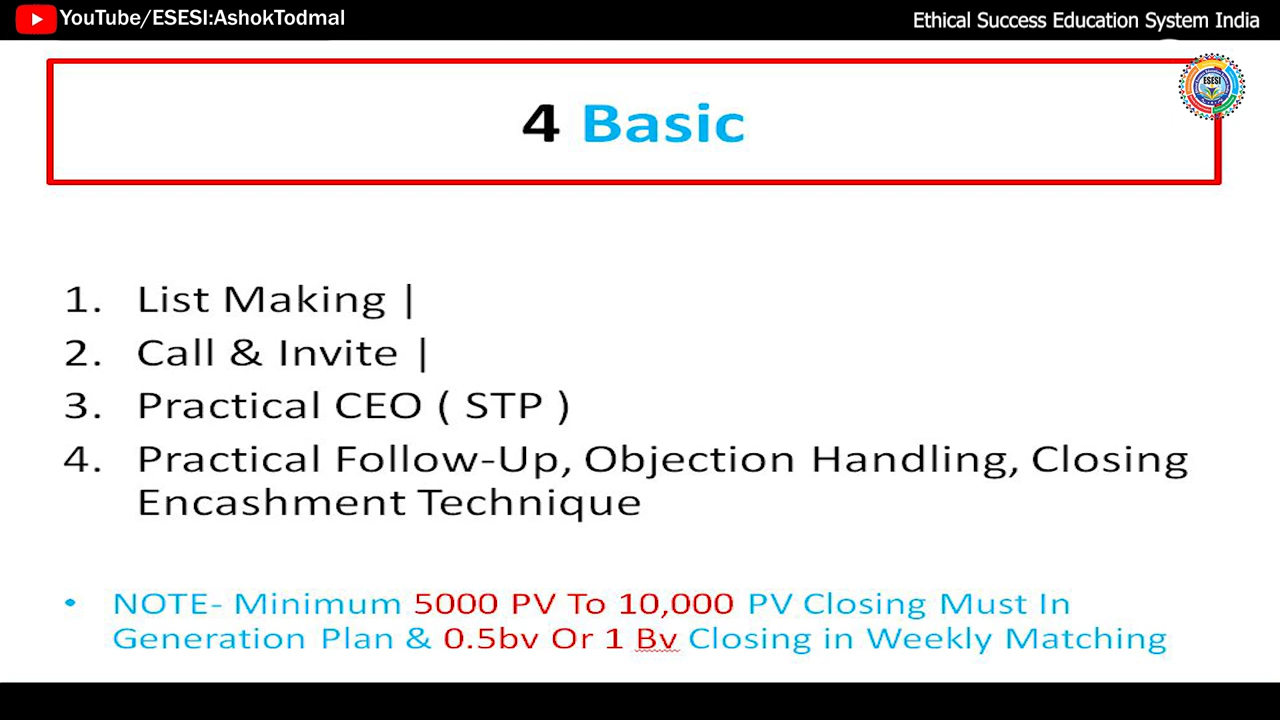 YouTube/ESESI:AshokTodmal
Ethical Success Education System India
ESESI
4 Basic
1. List Making |
2. Call & Invite |
3. Practical CEO ( STP )
4. Practical Follow-Up, Objection Handling, Closing
Encashment Technique
• NOTE- Minimum 5000 PV To 10,000 PV Closing Must In
Generation Plan & 0.5bv Or 1 Bv Closing in Weekly Matching